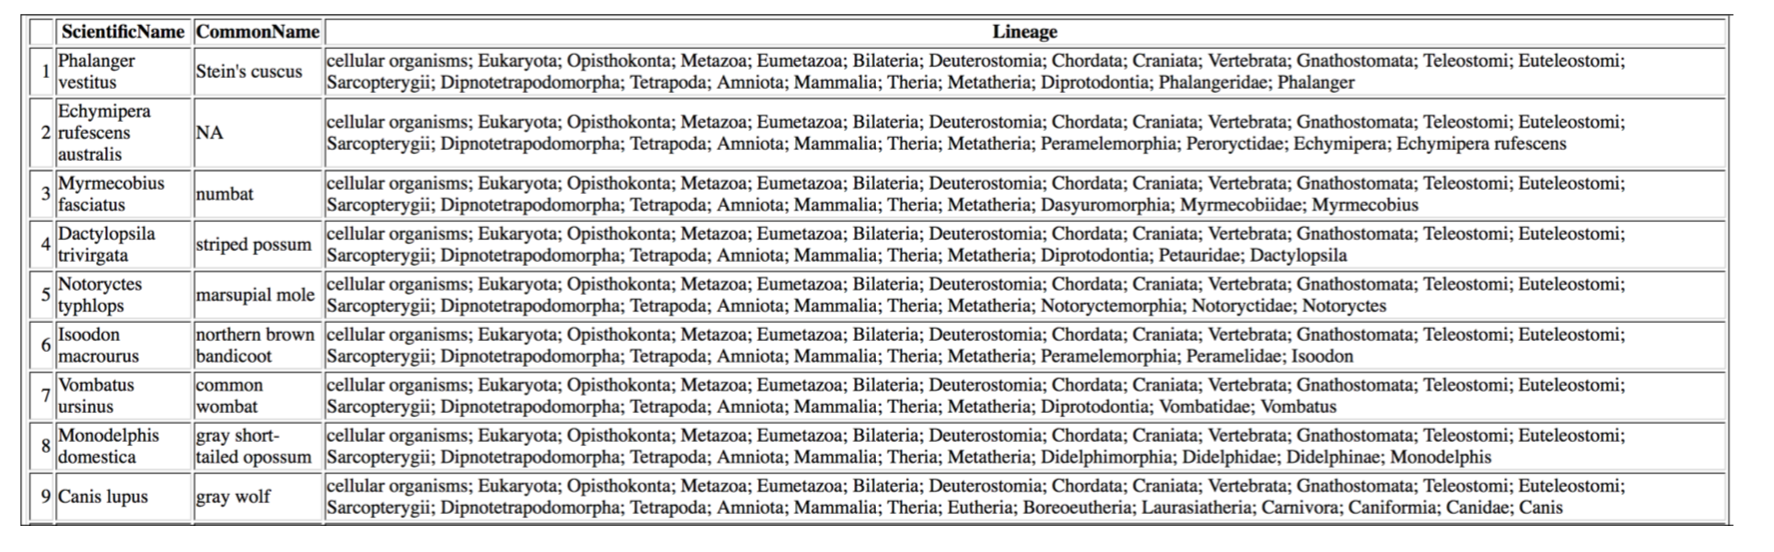 ScientificName CommonName Lineage
1 Phalanger vestitus Stein's cuscus cellular organisms; Eukaryota; Opisthokonta; Metazoa; Eumetazoa; Bilateria; Deuterostomia; Chordata; Craniata; Vertebrata; Gnathostomata; Teleostomi; Euteleostomi;
Sarcopterygii; Dipnotetrapodomorpha; Tetrapoda; Amniota; Mammalia; Theria; Metatheria; Diprotodontia; Phalangeridae; Phalanger
2 Echymipera rufescens australis NA cellular organisms; Eukaryota; Opisthokonta; Metazoa; Eumetazoa; Bilateria; Deuterostomia; Chordata; Craniata; Vertebrata; Gnathostomata; Teleostomi; Euteleostomi;
Sarcopterygii; Dipnotetrapodomorpha; Tetrapoda; Amniota; Mammalia; Theria; Metatheria; Peramelemorphia; Peroryctidae; Echymipera; Echymipera rufescens
3 Myrmecobius fasciatus numbat cellular organisms; Eukaryota; Opisthokonta; Metazoa; Eumetazoa; Bilateria; Deuterostomia; Chordata; Craniata; Vertebrata; Gnathostomata; Teleostomi; Euteleostomi;
Sarcopterygii; Dipnotetrapodomorpha; Tetrapoda; Amniota; Mammalia; Theria; Metatheria; Dasyuromorphia; Myrmecobiidae; Myrmecobius
4 Dactylopsila trivirgata striped possum cellular organisms; Eukaryota; Opisthokonta; Metazoa; Eumetazoa; Bilateria; Deuterostomia; Chordata; Craniata; Vertebrata; Gnathostomata; Teleostomi; Euteleostomi;
Sarcopterygii; Dipnotetrapodomorpha; Tetrapoda; Amniota; Mammalia; Theria; Metatheria; Diprotodontia; Petauridae; Dactylopsila
5 Notoryctes typhlops marsupial mole cellular organisms; Eukaryota; Opisthokonta; Metazoa; Eumetazoa; Bilateria; Deuterostomia; Chordata; Craniata; Vertebrata; Gnathostomata; Teleostomi; Euteleostomi;
Sarcopterygii; Dipnotetrapodomorpha; Tetrapoda; Amniota; Mammalia; Theria; Metatheria; Notoryctemorphia; Notoryctidae; Notoryctes
6 Isoodon macrourus northern brown bandicoot cellular organisms; Eukaryota; Opisthokonta; Metazoa; Eumetazoa; Bilateria; Deuterostomia; Chordata; Craniata; Vertebrata; Gnathostomata; Teleostomi; Euteleostomi;
Sarcopterygii; Dipnotetrapodomorpha; Tetrapoda; Amniota; Mammalia; Theria; Metatheria; Peramelemorphia; Peramelidae; Isoodon
7 Vombatus ursinus common wombat cellular organisms; Eukaryota; Opisthokonta; Metazoa; Eumetazoa; Bilateria; Deuterostomia; Chordata; Craniata; Vertebrata; Gnathostomata; Teleostomi; Euteleostomi;
Sarcopterygii; Dipnotetrapodomorpha; Tetrapoda; Amniota; Mammalia; Theria; Metatheria; Diprotodontia; Vombatidae; Vombatus
8 Monodelphis domestica gray short-tailed opossum cellular organisms; Eukaryota; Opisthokonta; Metazoa; Eumetazoa; Bilateria; Deuterostomia; Chordata; Craniata; Vertebrata; Gnathostomata; Teleostomi; Euteleostomi;
Sarcopterygii; Dipnotetrapodomorpha; Tetrapoda; Amniota; Mammalia; Theria; Metatheria; Didelphimorphia; Didelphidae; Didelphinae; Monodelphis
9 Canis lupus gray wolf cellular organisms; Eukaryota; Opisthokonta; Metazoa; Eumetazoa; Bilateria; Deuterostomia; Chordata; Craniata; Vertebrata; Gnathostomata; Teleostomi; Euteleostomi;
Sarcopterygii; Dipnotetrapodomorpha; Tetrapoda; Amniota; Mammalia; Theria; Eutheria; Boreoeutheria; Laurasiatheria; Carnivora; Caniformia; Canidae; Canis